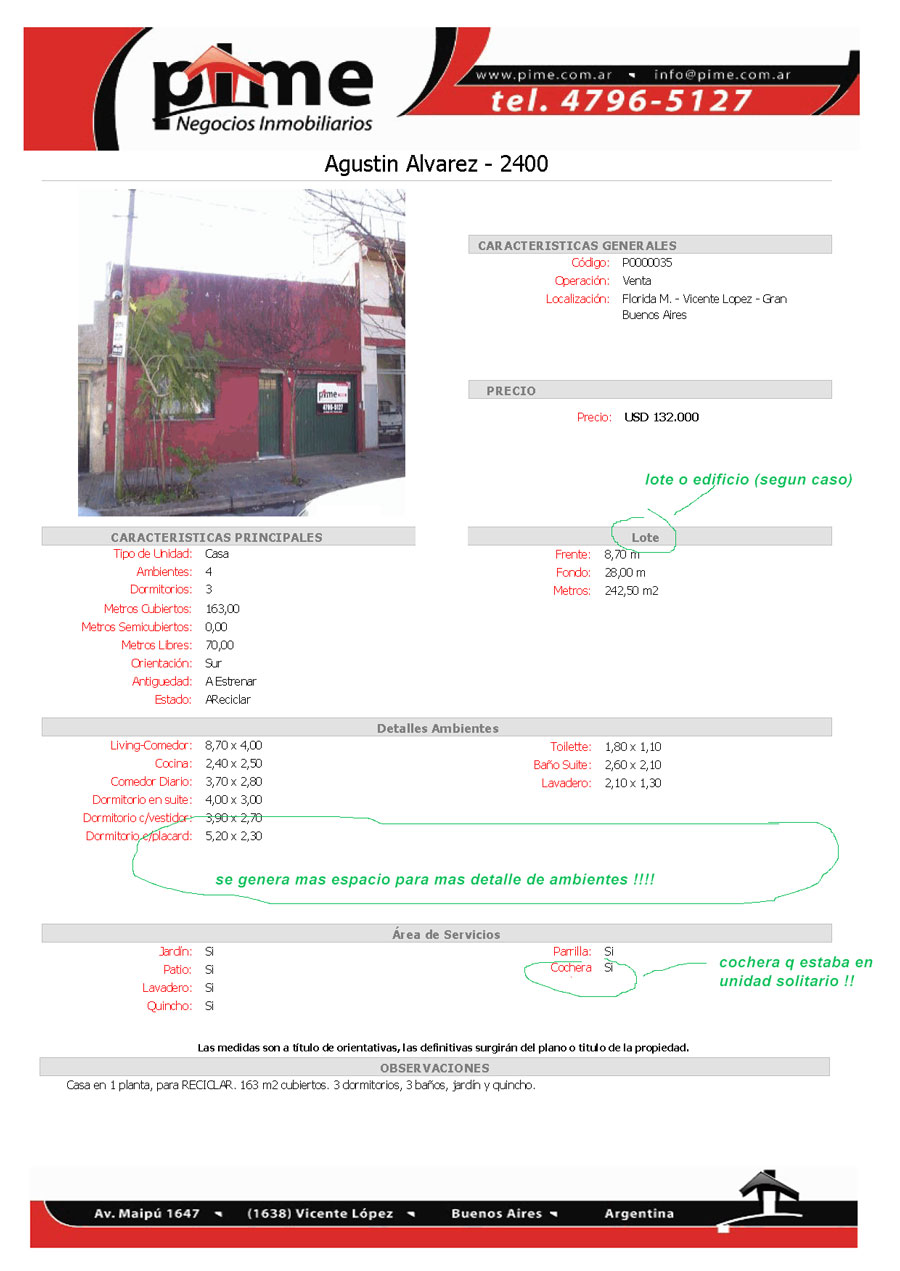 pime
Negocios Inmobiliarios
www.pime.com.ar
info@pime.com.ar
tel. 4796-5127
Agustin Alvarez - 2400
pime
pime
4796-5127
CARACTERISTICAS GENERALES
Código: P0000035
Operación: Venta
Localización: Florida M. - Vicente Lopez - Gran
Buenos Aires
PRECIO
Precio: USD 132.000
lote o edificio (segun caso)
CARACTERISTICAS PRINCIPALES
Tipo de Unidad: Casa
Ambientes: 4
Dormitorios: 3
Metros Cubiertos: 163,00
Metros Semicubiertos: 0,00
Metros Libres: 70,00
Orientación: Sur
Antiguedad: A Estrenar
Estado: AReciclar
Lote
Frente: 8,70 m
Fondo: 28,00 m
Metros: 242,50 m2
Detalles Ambientes
Living-Comedor: 8,70 x 4,00
Cocina: 2,40 x 2,50
Comedor Diario: 3,70 x 2,80
Dormitorio en suite: 4,00 x 3,00
Dormitorio c/vestidor: 3,90 x 2,70
Dormitorio c/placard: 5,20 x 2,30
Toilette: 1,80 x 1,10
Baño Suite: 2,60 x 2,10
Lavadero: 2,10 x 1,30
se genera mas espacio para mas detalle de ambientes !!!!
Área de Servicios
Jardín: Si
Patio: Si
Lavadero: Si
Quincho: Si
Parrilla: Si
Cochera Si
cochera q estaba en
unidad solitario !!
Las medidas son a título de orientativas, las definitivas surgirán del plano o titulo de la propiedad.
OBSERVACIONES
Casa en 1 planta, para RECICLAR. 163 m2 cubiertos. 3 dormitorios, 3 baños, jardín y quincho.
Av. Maipú 1647
(1638) Vicente López
Buenos Aires
Argentina